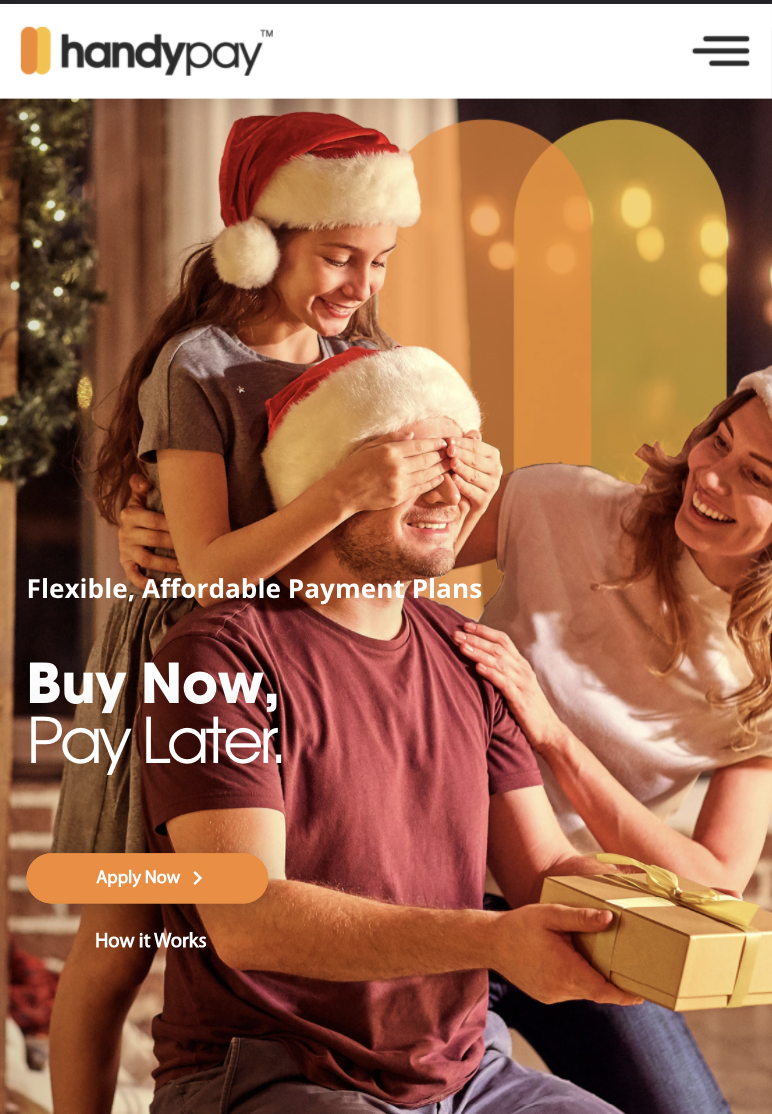 handypay™
Flexible, Affordable Payment Plans
Buy Now,
Pay Later.
Apply Now
How it Works